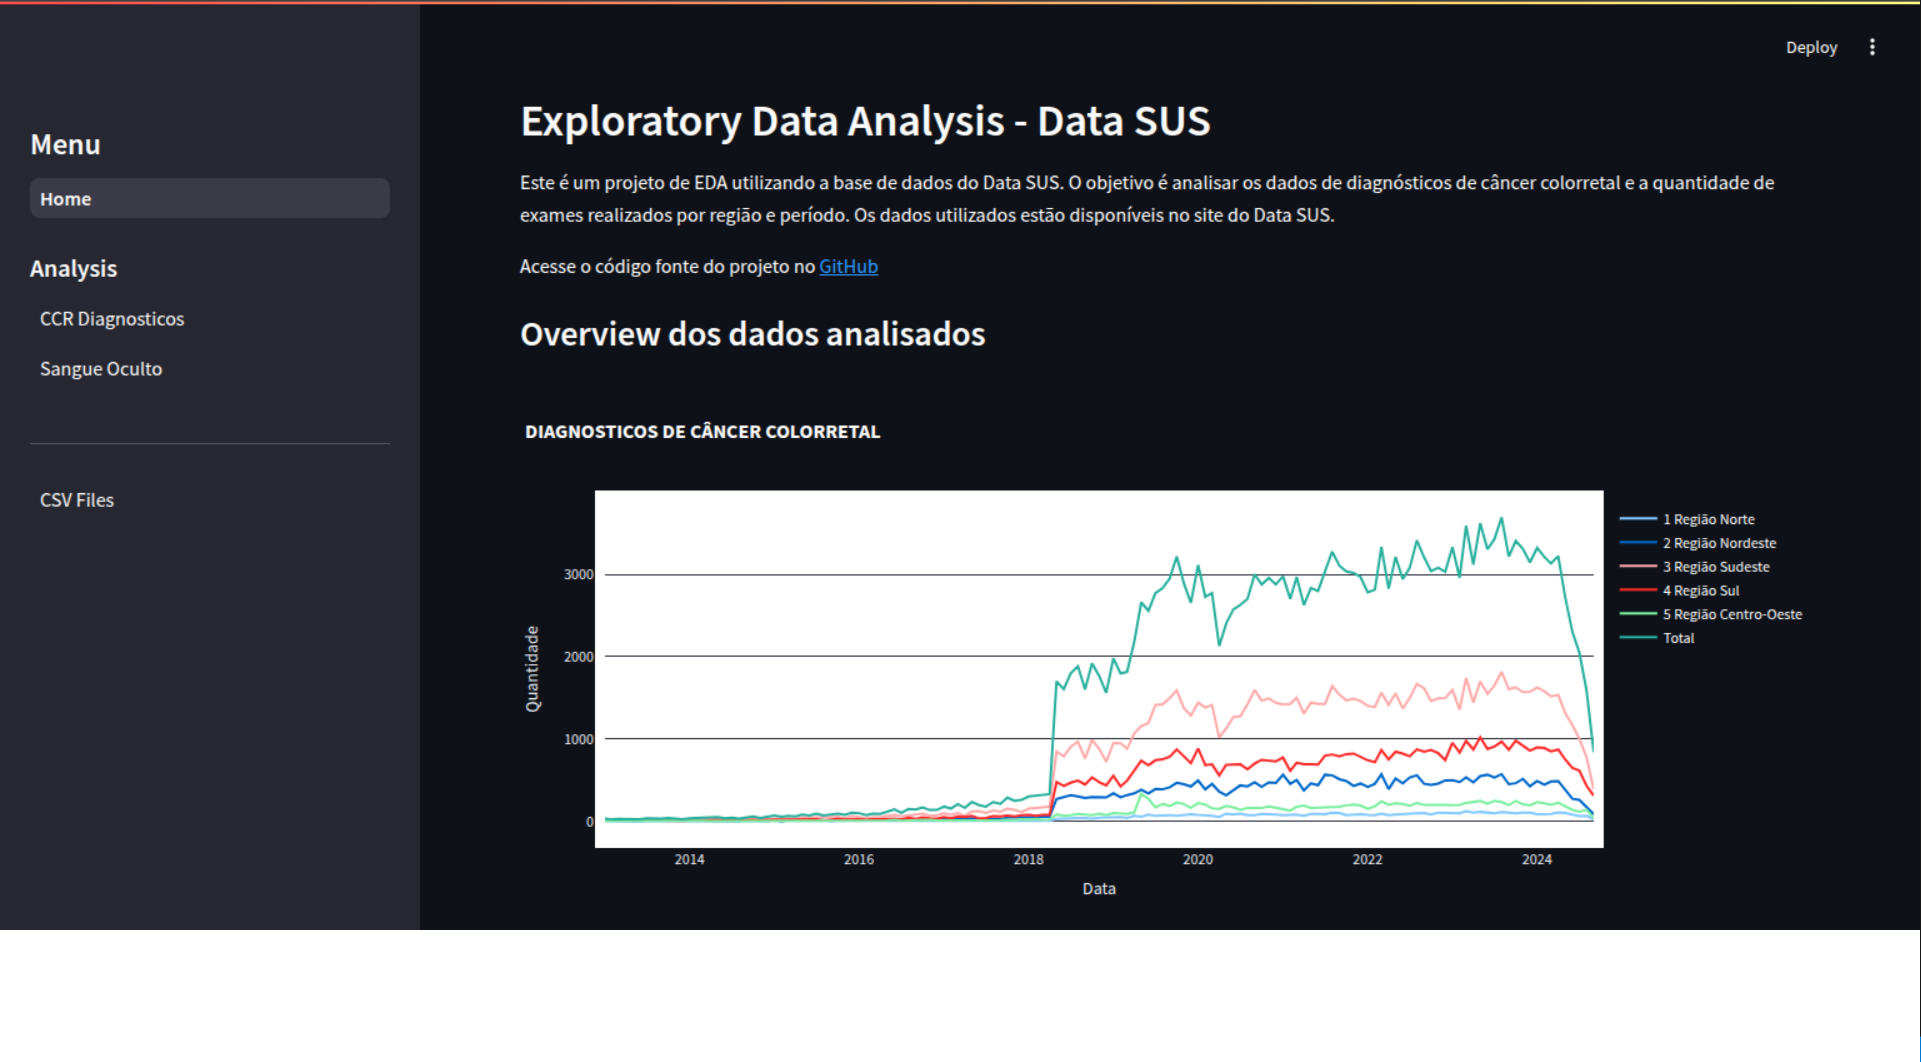 Deploy
Menu
Home
Analysis
CCR Diagnosticos
Sangue Oculto
CSV Files
Exploratory Data Analysis - Data SUS
Este é um projeto de EDA utilizando a base de dados do Data SUS. O objetivo é analisar os dados de diagnósticos de câncer colorretal e a quantidade de
exames realizados por região e período. Os dados utilizados estão disponíveis no site do Data SUS.
Acesse o código fonte do projeto no GitHub
Overview dos dados analisados
DIAGNOSTICOS DE CÂNCER COLORRETAL
Quantidade
3000
2000
1000
0
2014 2016 2018 2020 2022 2024
Data
1 Região Norte
2 Região Nordeste
3 Região Sudeste
4 Região Sul
5 Região Centro-Oeste
Total